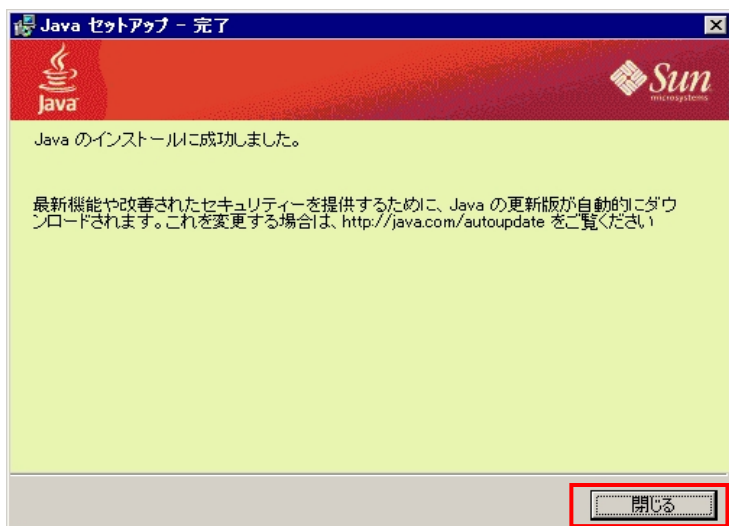 Java セットアップ - 完了
Java
Sun
microsystems
Java のインストールに成功しました。
最新機能や改善されたセキュリティーを提供するために、Java の更新版が自動的にダウ
ンロードされます。これを変更する場合は、http://java.com/autoupdate をご覧ください
閉じる